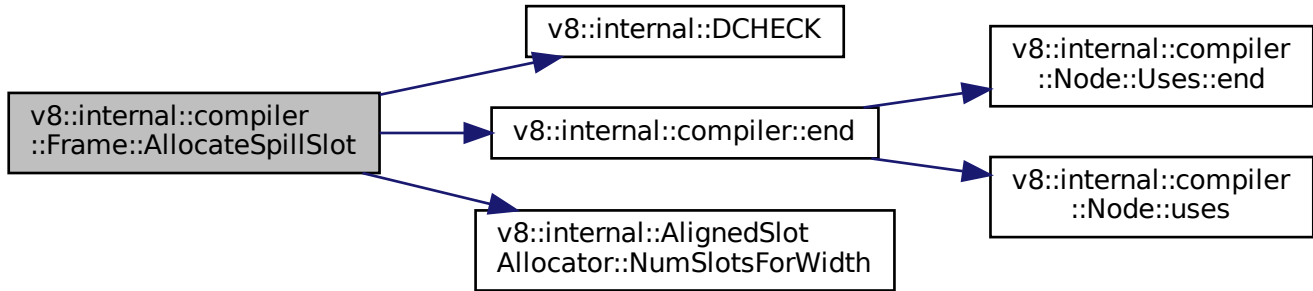 v8::internal::compiler
::Frame::AllocateSpillSlot
v8::internal::DCHECK
v8::internal::compiler::end
v8::internal::AlignedSlot
Allocator::NumSlotsForWidth
v8::internal::compiler
::Node::Uses::end
v8::internal::compiler
::Node::uses